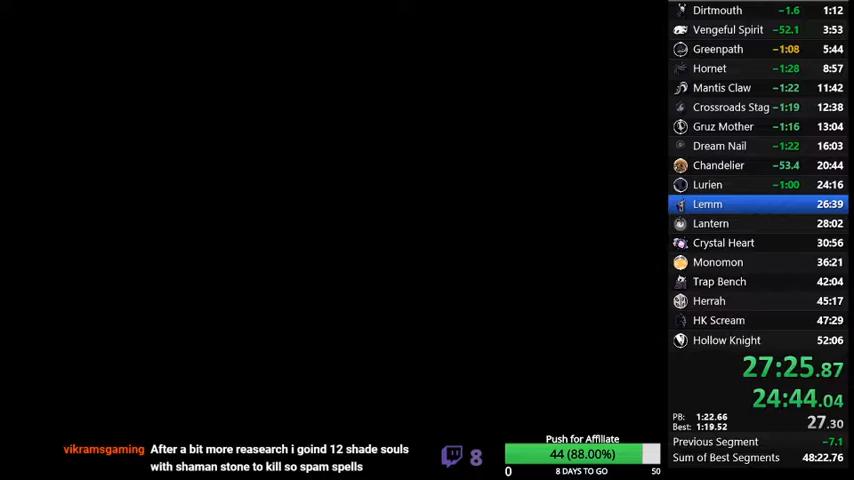 Dirtmouth −1.6 1:12
Vengeful Spirit −52.1 3:53
Greenpath −1:08 5:44
Hornet −1:28 8:57
Mantis Claw −1:22 11:42
Crossroads Stag −1:19 12:38
Gruz Mother −1:16 13:04
Dream Nail −1:22 16:03
Chandelier −53.4 20:44
Lurien −1:00 24:16
Lemm 26:39
Lantern 28:02
Crystal Heart 30:56
Monomon 36:21
Trap Bench 42:04
Herrah 45:17
HK Scream 47:29
Hollow Knight 52:06
27:25.87
24:44.04
PB: 1:22.66
Best: 1:19.52
27.30
Previous Segment −7.1
Sum of Best Segments 48:22.76
vikramsgaming After a bit more reasearch i goind 12 shade souls
with shaman stone to kill so spam spells
8
Push for Affiliate
44 (88.00%)
0 8 DAYS TO GO 50